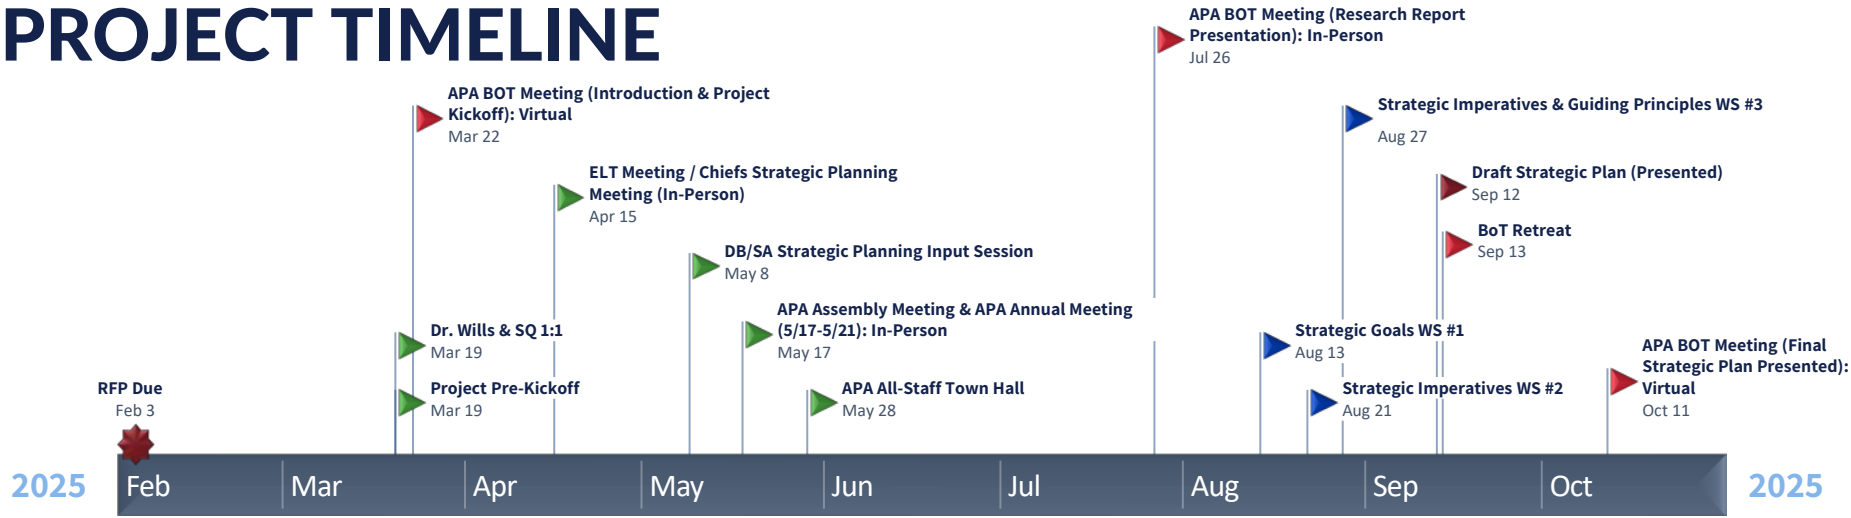 PROJECT TIMELINE
APA BOT Meeting (Research Report
Presentation): In-Person
Jul 26
APA BOT Meeting (Introduction & Project
Kickoff): Virtual
Mar 22
Strategic Imperatives & Guiding Principles WS #3
Aug 27
ELT Meeting / Chiefs Strategic Planning
Meeting (In-Person)
Apr 15
Draft Strategic Plan (Presented)
Sep 12
BoT Retreat
Sep 13
DB/SA Strategic Planning Input Session
May 8
APA Assembly Meeting & APA Annual Meeting
(5/17-5/21): In-Person
May 17
Dr. Wills & SQ 1:1
Mar 19
Strategic Goals WS #1
Aug 13
APA BOT Meeting (Final
Strategic Plan Presented):
Virtual
Oct 11
RFP Due
Feb 3
Project Pre-Kickoff
Mar 19
APA All-Staff Town Hall
May 28
Strategic Imperatives WS #2
Aug 21
2025 Feb Mar Apr May Jun Jul Aug Sep Oct 2025